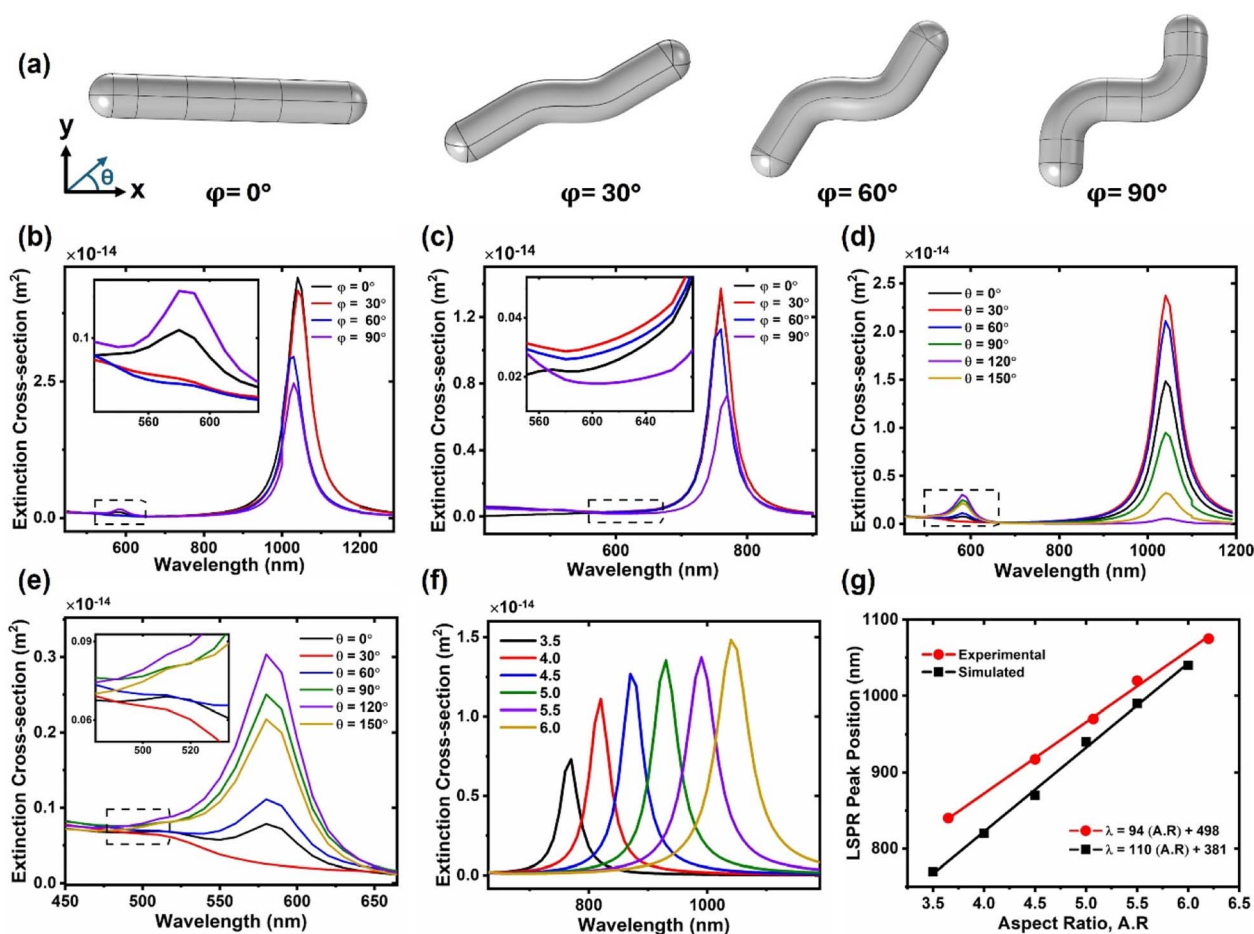 (a)
y
θ
x
φ= 0°
φ= 30°
φ= 60°
φ= 90°
(b)
×10⁻¹⁴
Extinction Cross-section (m²)
3.5
0.0
0.1
560
600
φ= 0°
φ= 30°
φ= 60°
φ= 90°
600
800
1000
1200
Wavelength (nm)
(c)
×10⁻¹⁴
Extinction Cross-section (m²)
1.6
1.2
0.8
0.4
0.0
0.04
0.02
560
600
640
φ= 0°
φ= 30°
φ= 60°
φ= 90°
600
800
Wavelength (nm)
(d)
×10⁻¹⁴
Extinction Cross-section (m²)
2.5
2.0
1.5
1.0
0.5
0.0
θ = 0°
θ = 30°
θ = 60°
θ = 90°
θ = 120°
θ = 150°
600
800
1000
1200
Wavelength (nm)
(e)
×10⁻¹⁴
Extinction Cross-section (m²)
0.3
0.2
0.1
0.0
0.09
0.06
500
520
θ = 0°
θ = 30°
θ = 60°
θ = 90°
θ = 120°
θ = 150°
450
500
550
600
650
Wavelength (nm)
(f)
×10⁻¹⁴
Extinction Cross-section (m²)
1.5
1.0
0.5
0.0
3.5
4.0
4.5
5.0
5.5
6.0
800
1000
Wavelength (nm)
(g)
LSPR Peak Position (nm)
1100
1000
900
800
Experimental
Simulated
λ = 94 (A.R) + 498
λ = 110 (A.R) + 381
3.5
4.0
4.5
5.0
5.5
6.0
6.5
Aspect Ratio, A.R